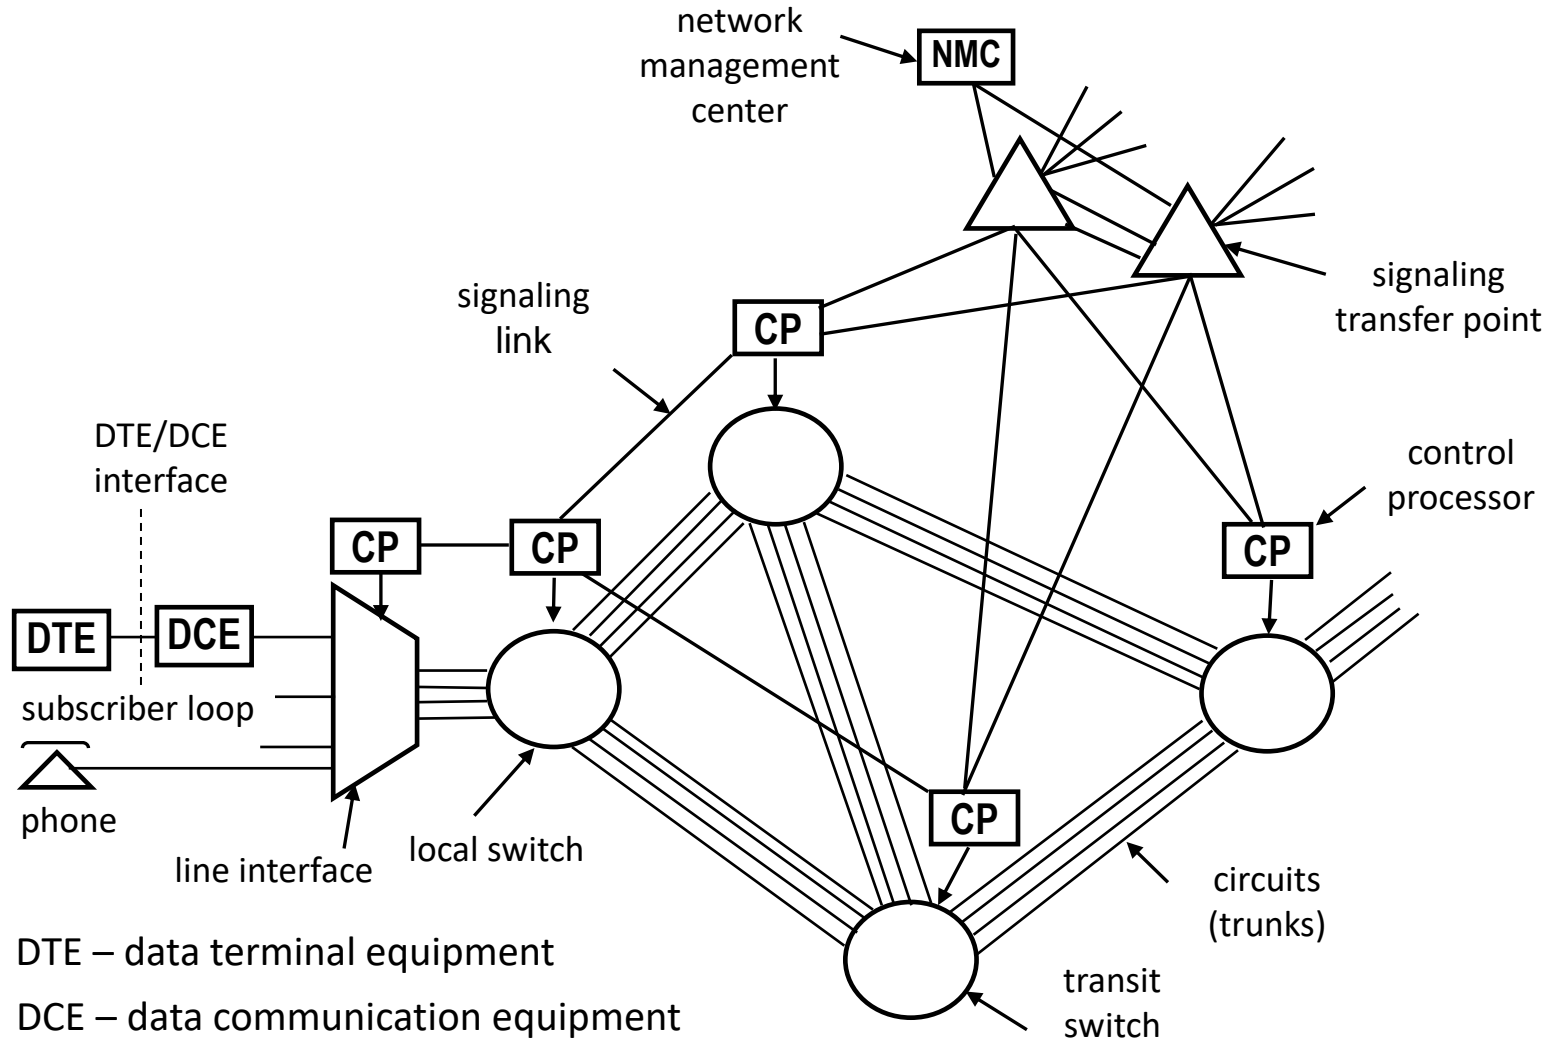 network
management
center
NMC
signaling
link
CP
signaling
transfer point
DTE/DCE
interface
control
processor
CP
CP
CP
DTE
DCE
subscriber loop
phone
line interface
local switch
CP
circuits
(trunks)
DTE – data terminal equipment
transit
switch
DCE – data communication equipment